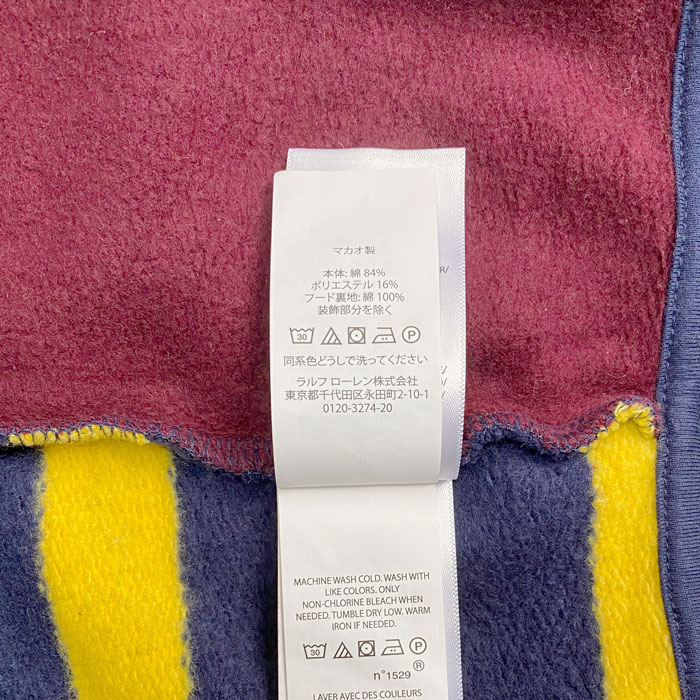 マカオ製
本体: 綿 84%
ポリエステル 16%
フード裏地: 綿 100%
装飾部分を除く
30 P
同系色どうしで洗ってください
ラルフ ローレン株式会社
東京都千代田区永田町2-10-1
0120-3274-20
R/
MACHINE WASH COLD. WASH WITH
LIKE COLORS. ONLY
NON-CHLORINE BLEACH WHEN
NEEDED. TUMBLE DRY LOW. WARM
IRON IF NEEDED.
30 P
n°1529 ®
LAVER AVEC DES COULEURS